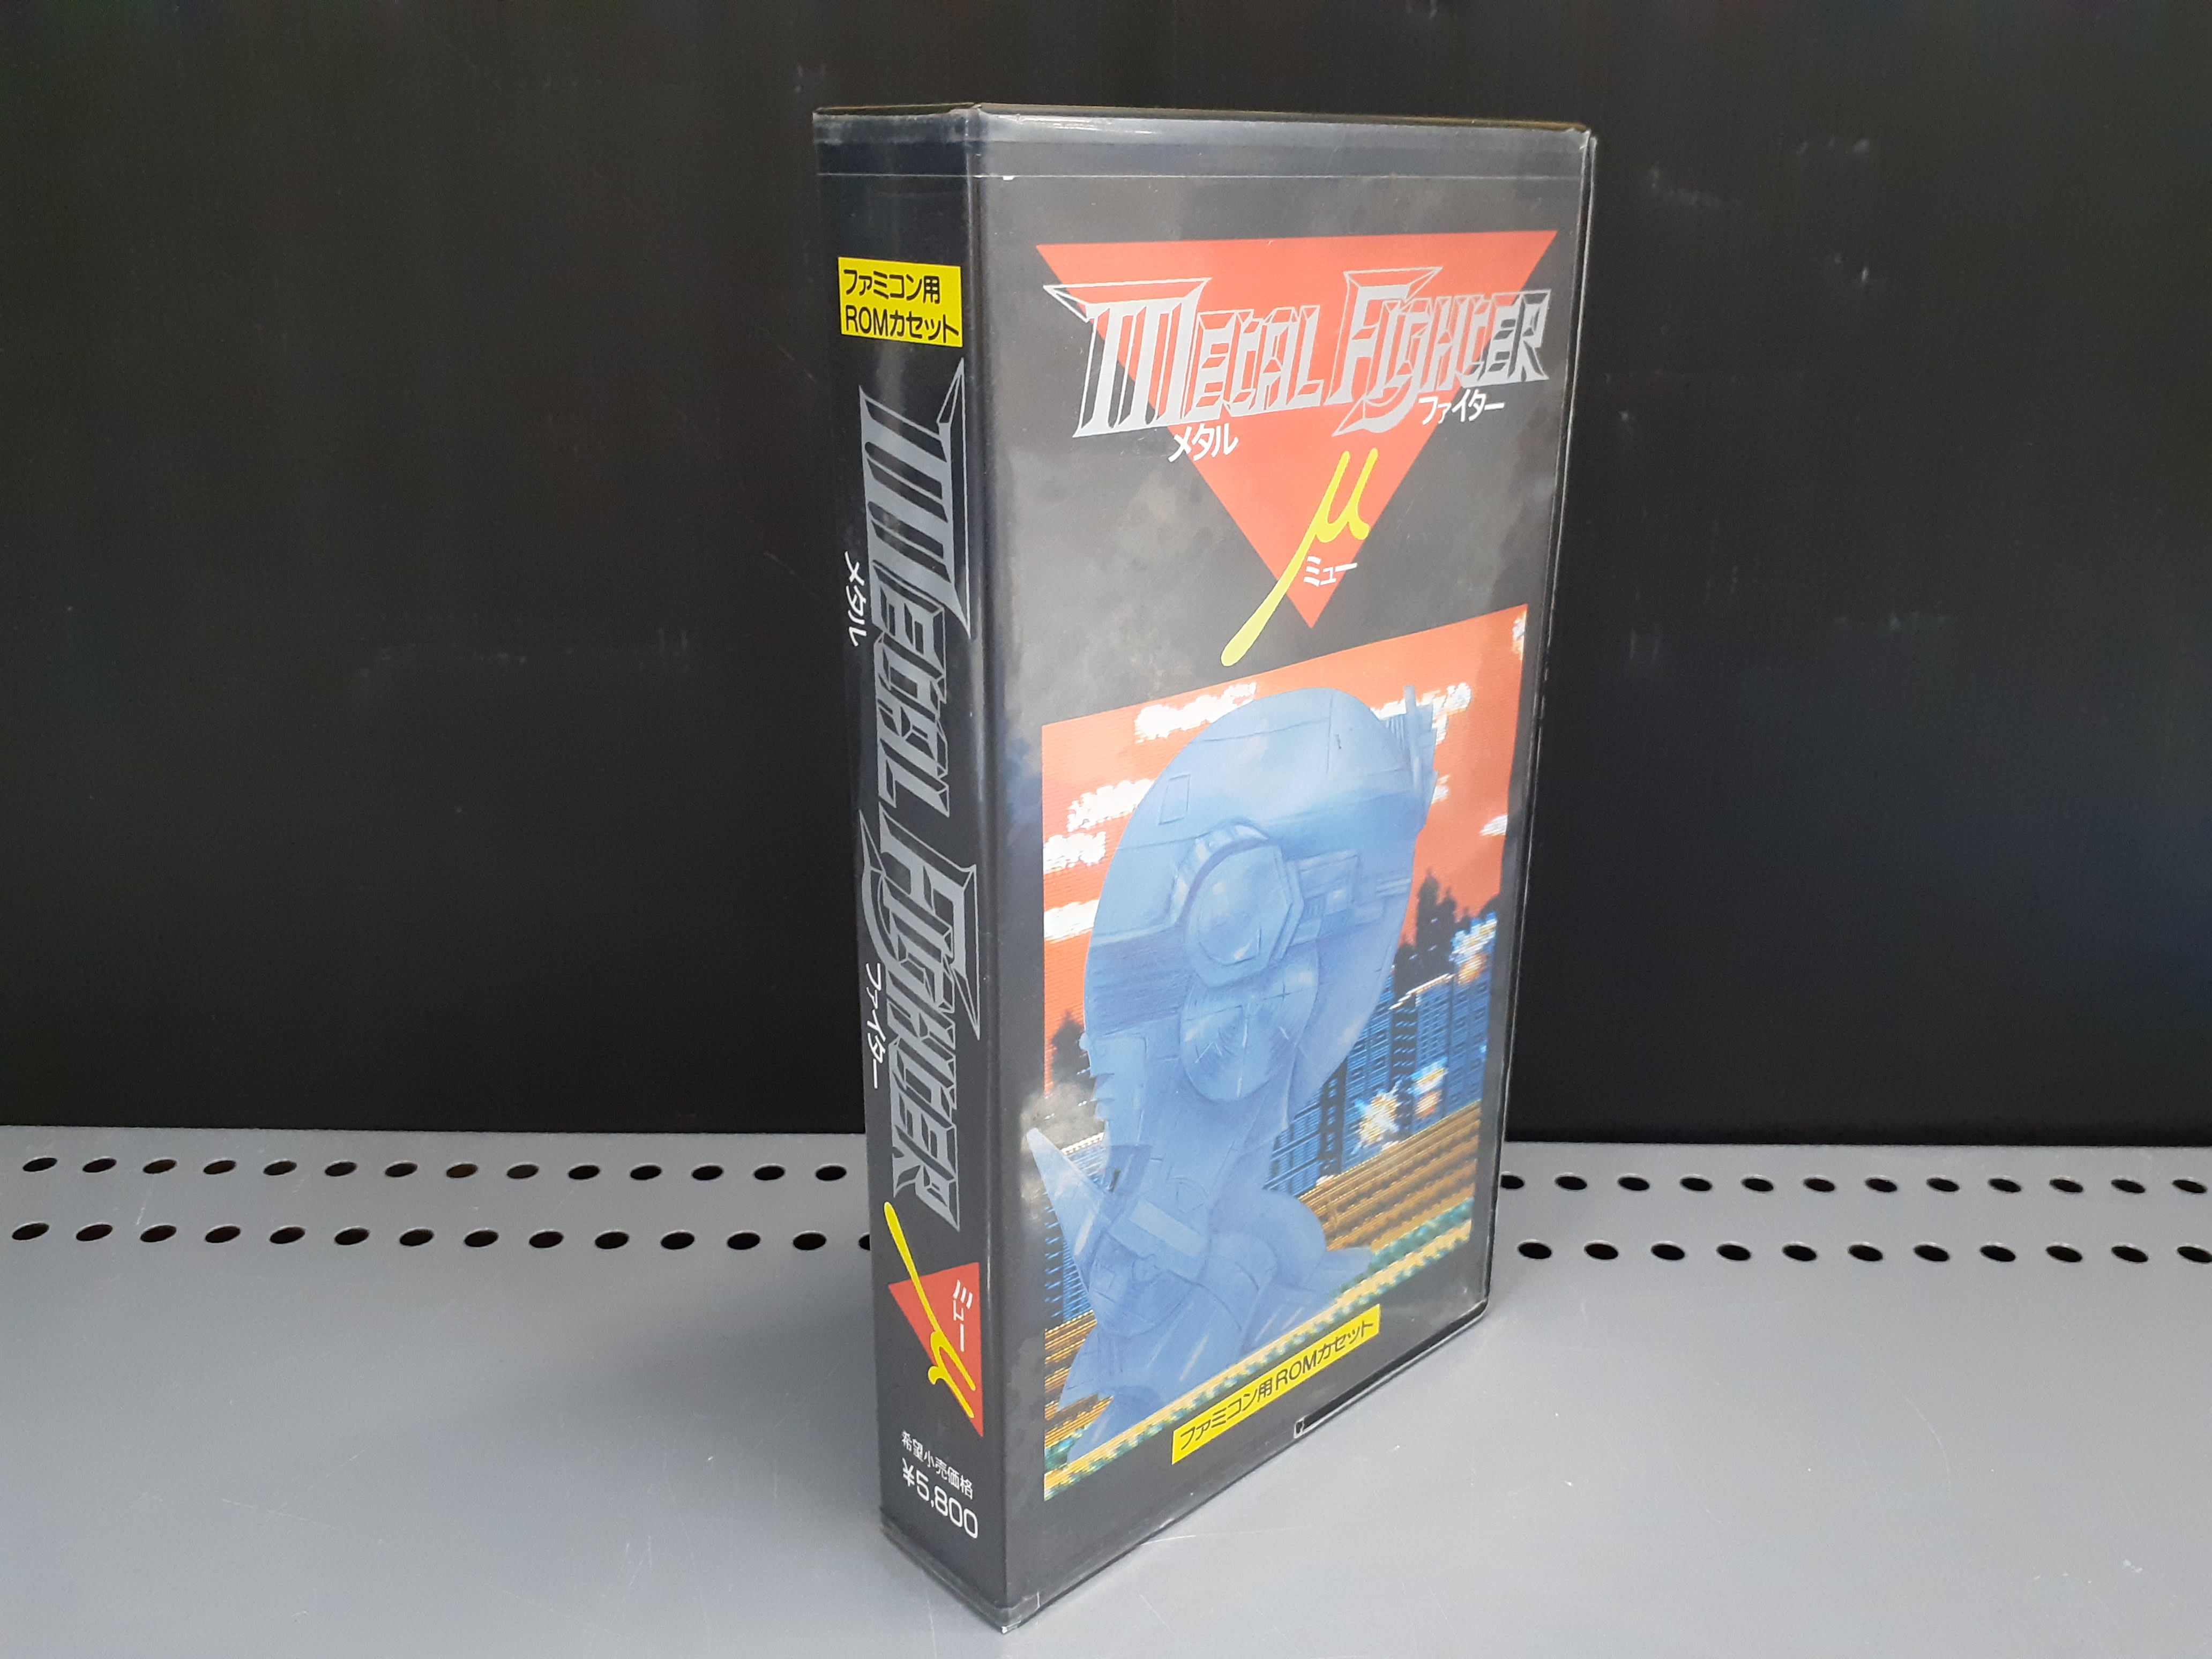 ファミコン用
ROMカセット
METAL FIGHTER
メタル
ファイター
μ
ミュー
希望小売価格
¥5,800
METAL FIGHTER
メタル
ファイター
μ
ミュー
ファミコン用ROMカセット